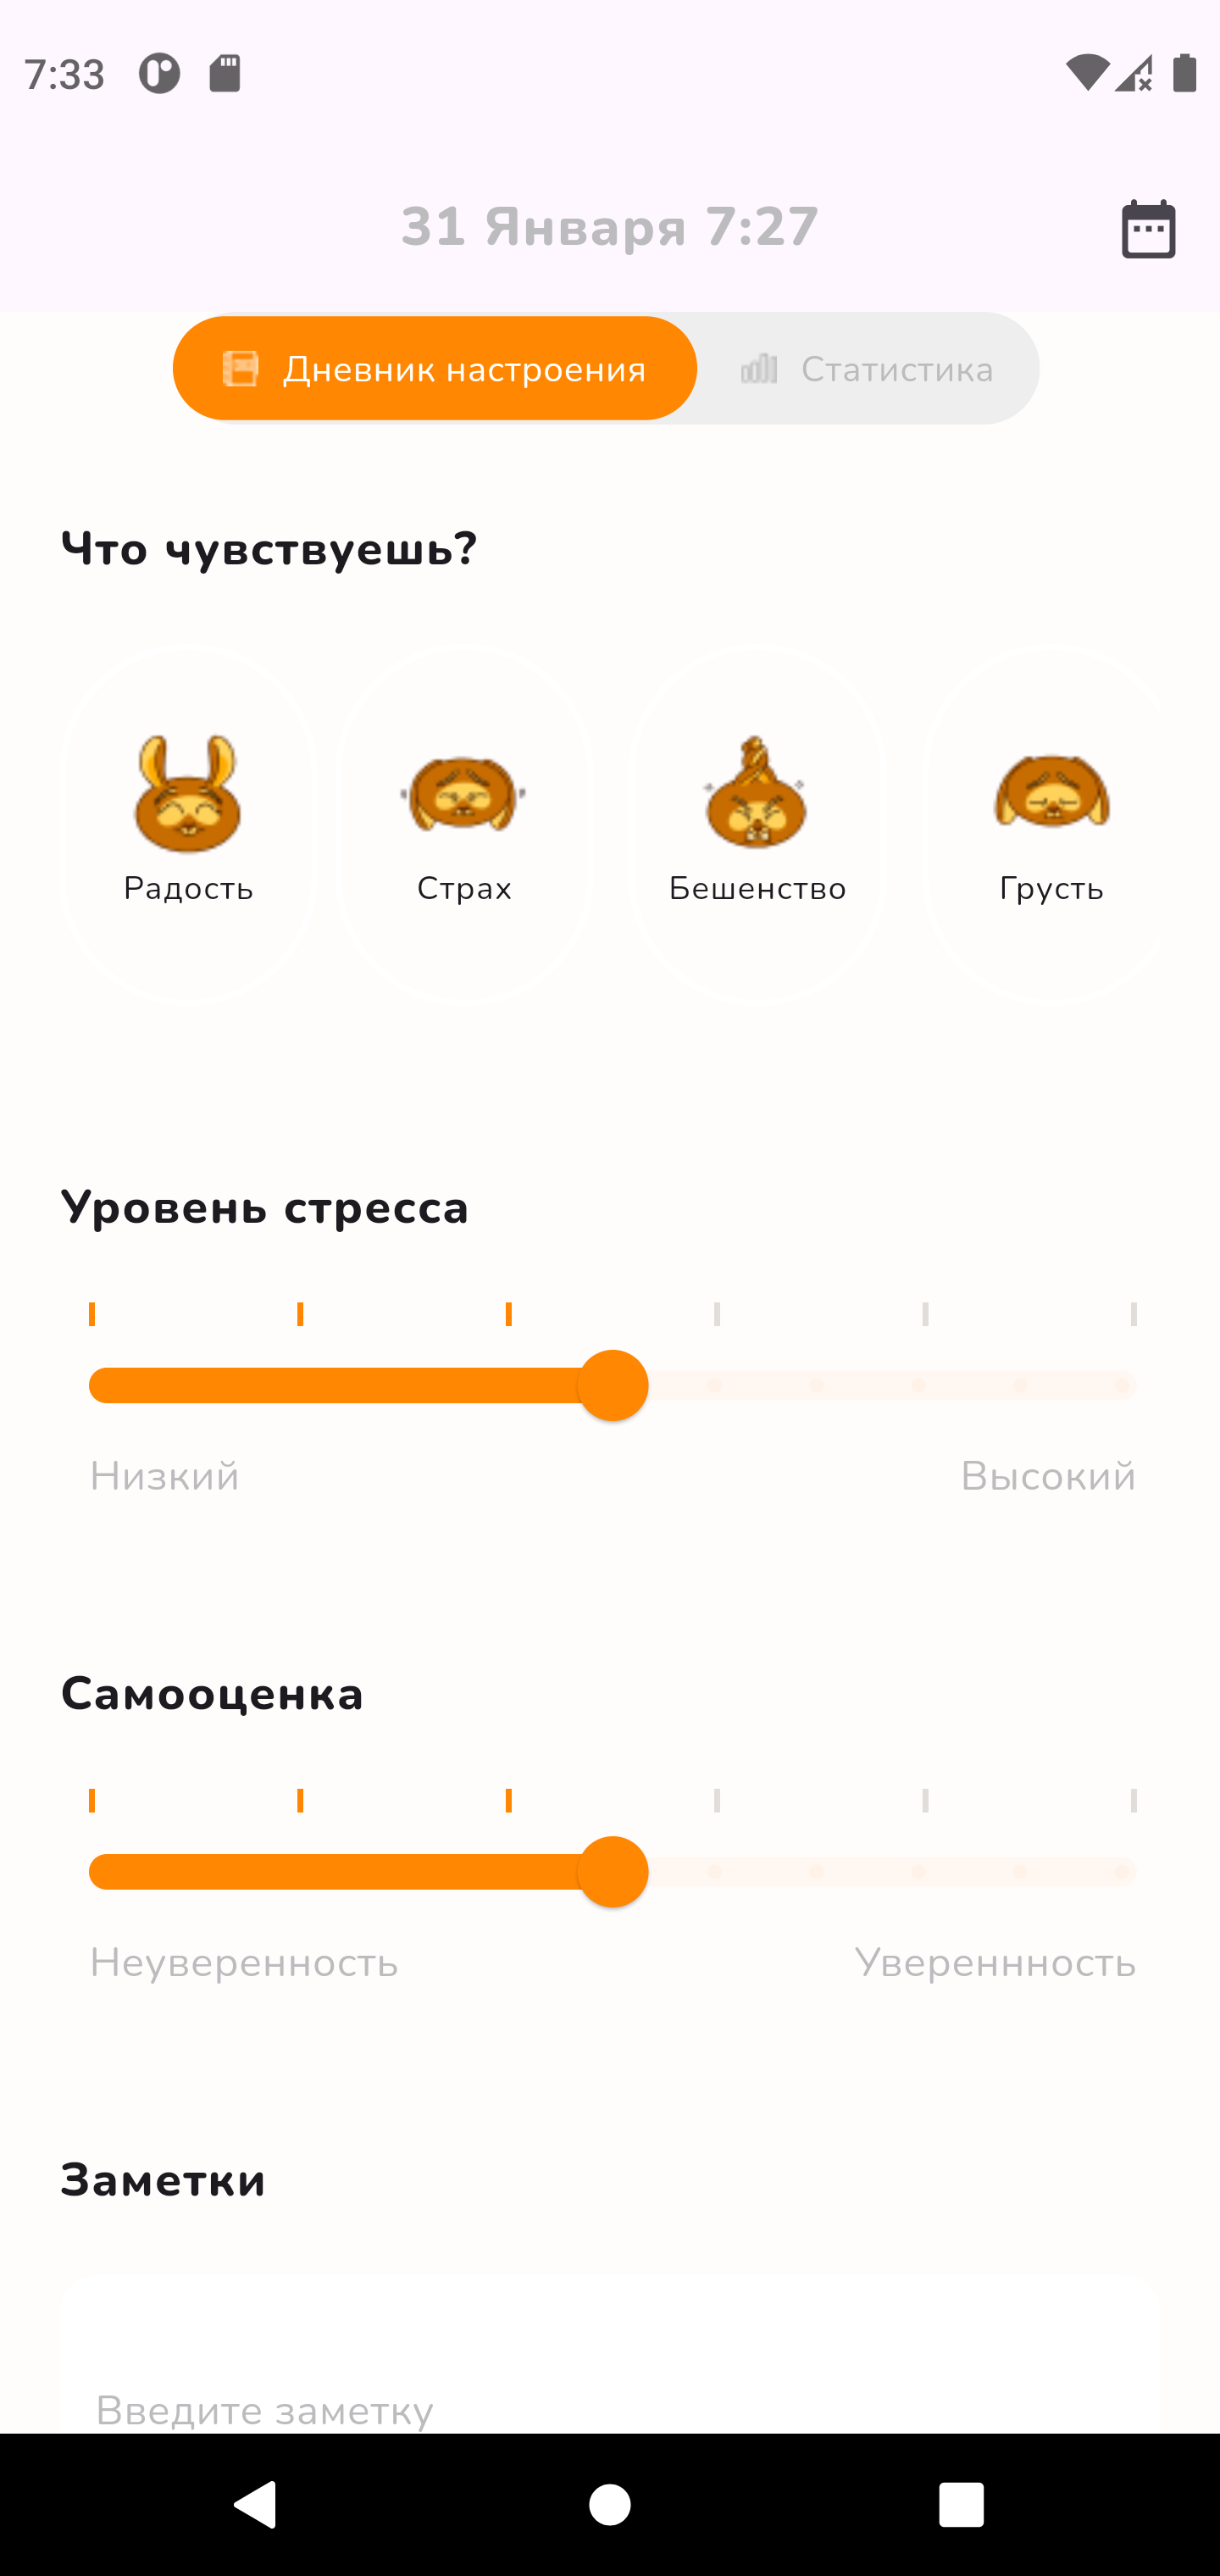 7:33
31 Января 7:27
Дневник настроения Статистика
Что чувствуешь?
Радость Страх Бешенство Грусть
Уровень стресса
Низкий Высокий
Самооценка
Неуверенность Увереннность
Заметки
Введите заметку